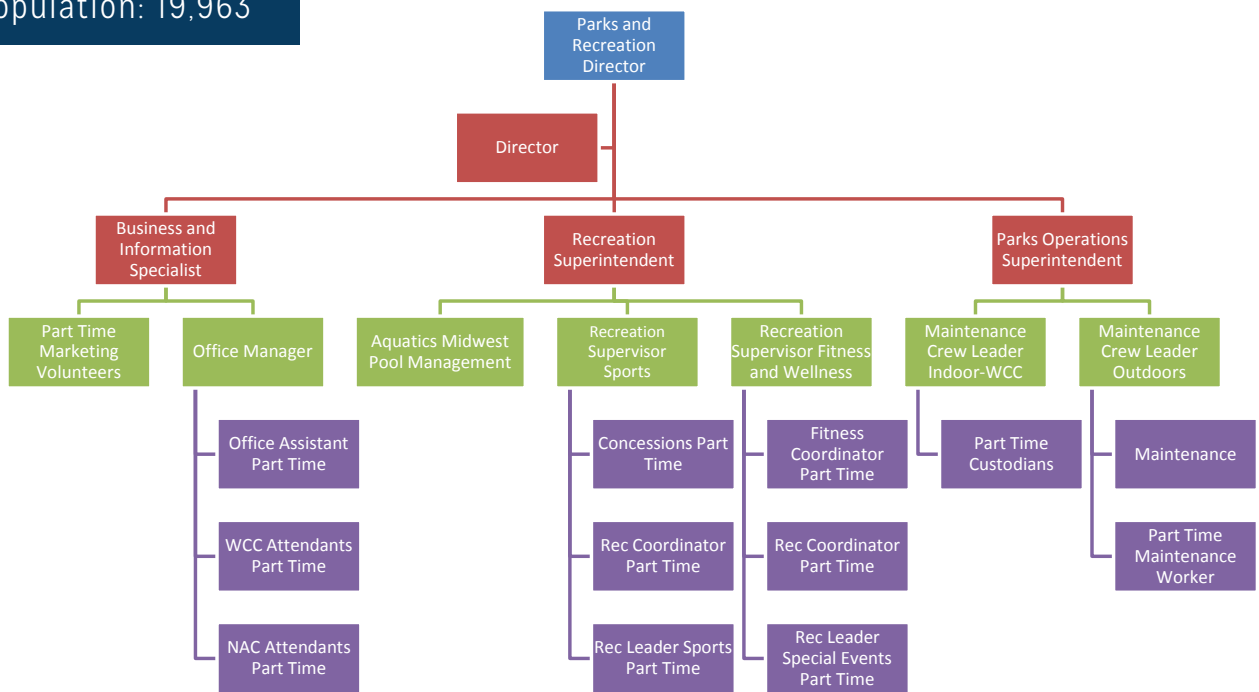 opulation: 19,963
Parks and
Recreation
Director
Director
Business and
Information
Specialist
Recreation
Superintendent
Parks Operations
Superintendent
Part Time
Marketing
Volunteers
Office Manager
Aquatics Midwest
Pool Management
Recreation
Supervisor
Sports
Recreation
Supervisor Fitness
and Wellness
Maintenance
Crew Leader
Indoor-WCC
Maintenance
Crew Leader
Outdoors
Office Assistant
Part Time
Concessions Part
Time
Fitness
Coordinator
Part Time
Part Time
Custodians
Maintenance
WCC Attendants
Part Time
Rec Coordinator
Part Time
Rec Coordinator
Part Time
Part Time
Maintenance
Worker
NAC Attendants
Part Time
Rec Leader Sports
Part Time
Rec Leader
Special Events
Part Time